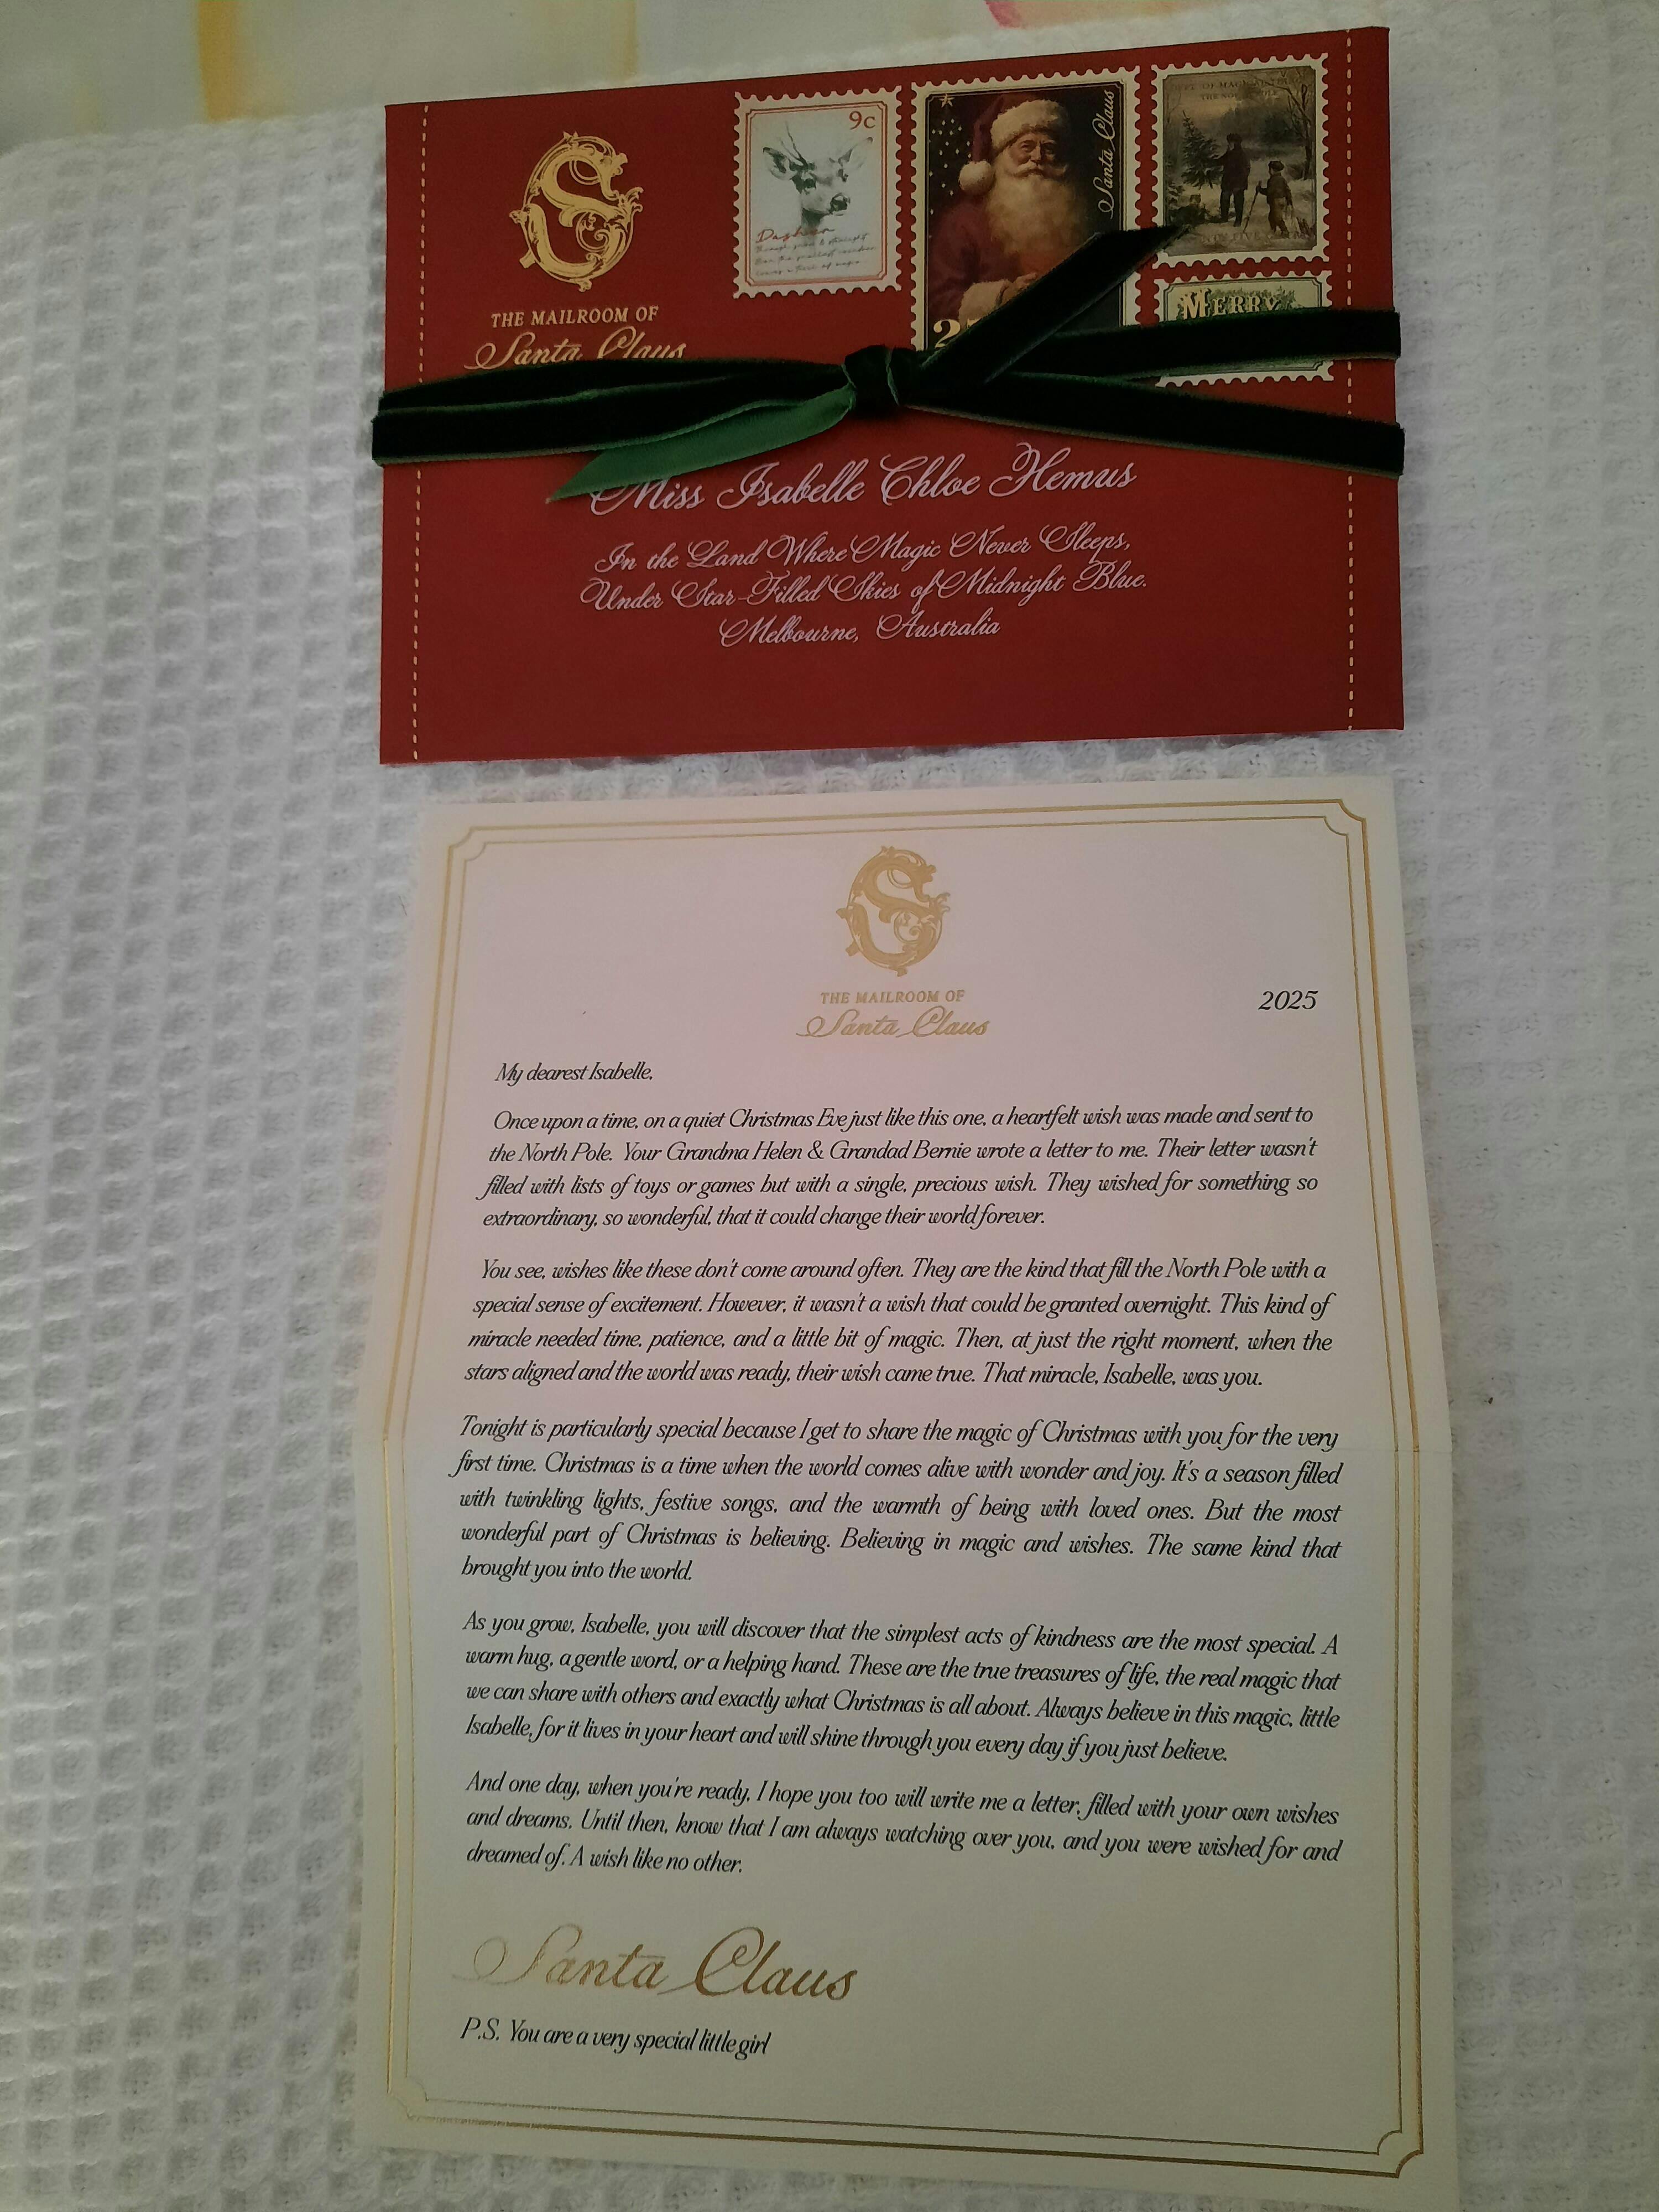 9c
Dasher
Santa Claus
2
THE NORTH POLE
MERRY
THE MAILROOM OF
Santa Claus
Miss Isabelle Chloe Hemus
In the Land Where Magic Never Sleeps,
Under Star-Filled Skies of Midnight Blue.
Melbourne, Australia
THE MAILROOM OF
Santa Claus
2025
My dearest Isabelle,
Once upon a time, on a quiet Christmas Eve just like this one, a heartfelt wish was made and sent to
the North Pole. Your Grandma Helen & Grandad Bernie wrote a letter to me. Their letter wasn't
filled with lists of toys or games but with a single, precious wish. They wished for something so
extraordinary, so wonderful, that it could change their world forever.
You see, wishes like these don't come around often. They are the kind that fill the North Pole with a
special sense of excitement. However, it wasn't a wish that could be granted overnight. This kind of
miracle needed time, patience, and a little bit of magic. Then, at just the right moment, when the
stars aligned and the world was ready, their wish came true. That miracle, Isabelle, was you.
Tonight is particularly special because I get to share the magic of Christmas with you for the very
first time. Christmas is a time when the world comes alive with wonder and joy. It's a season filled
with twinkling lights, festive songs, and the warmth of being with loved ones. But the most
wonderful part of Christmas is believing. Believing in magic and wishes. The same kind that
brought you into the world.
As you grow, Isabelle, you will discover that the simplest acts of kindness are the most special. A
warm hug, a gentle word, or a helping hand. These are the true treasures of life, the real magic that
we can share with others and exactly what Christmas is all about. Always believe in this magic, little
Isabelle, for it lives in your heart and will shine through you every day if you just believe.
And one day, when you're ready, I hope you too will write me a letter, filled with your own wishes
and dreams. Until then, know that I am always watching over you, and you were wished for and
dreamed of. A wish like no other.
Santa Claus
P.S. You are a very special little girl